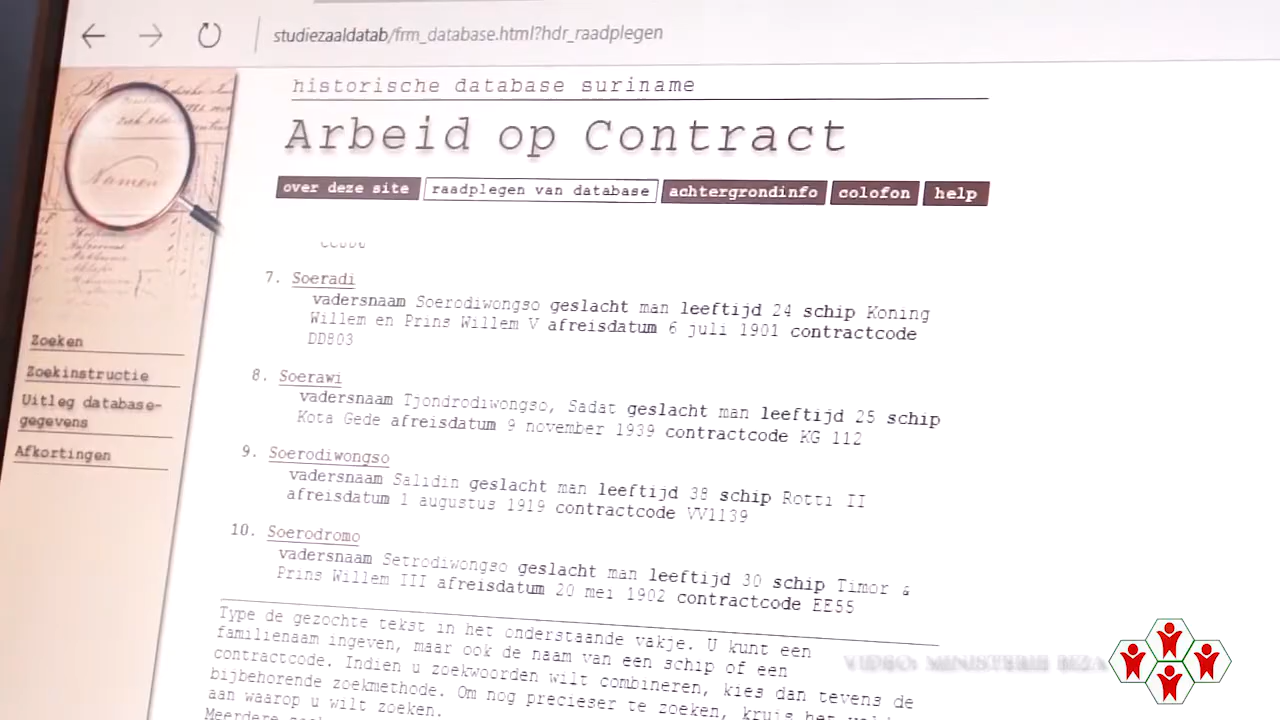 studiezaaldatab/frm_database.html?hdr_raadplegen
historische database suriname
Arbeid op Contract
over deze site
raadplegen van database
achtergrondinfo
colofon
help
Namen
Zoeken
Zoekinstructie
Uitleg database-
gegevens
Afkortingen
7. Soeradi
vadersnaam Soerodiwongso geslacht man leeftijd 24 schip Koning
Willem en Prins Willem V afreisdatum 6 juli 1901 contractcode
DD803
8. Soerawi
vadersnaam Tjondrodiwongso, Sadat geslacht man leeftijd 25 schip
Kota Gede afreisdatum 9 november 1939 contractcode KG 112
9. Soerodiwongso
vadersnaam Salidin geslacht man leeftijd 38 schip Rotti II
afreisdatum 1 augustus 1919 contractcode VV1139
10. Soerodromo
vadersnaam Setrodiwongso geslacht man leeftijd 30 schip Timor &
Prins Willem III afreisdatum 20 mei 1902 contractcode EE55
Type de gezochte tekst in het onderstaande vakje. U kunt een
familienaam ingeven, maar ook de naam van een schip of een
contractcode. Indien u zoekwoorden wilt combineren, kies dan tevens de
bijbehorende zoekmethode. Om nog preciezer te zoeken, kruis het
aan waarop u wilt zoeken.
Meerdere
VIDEO: MINISTERIE